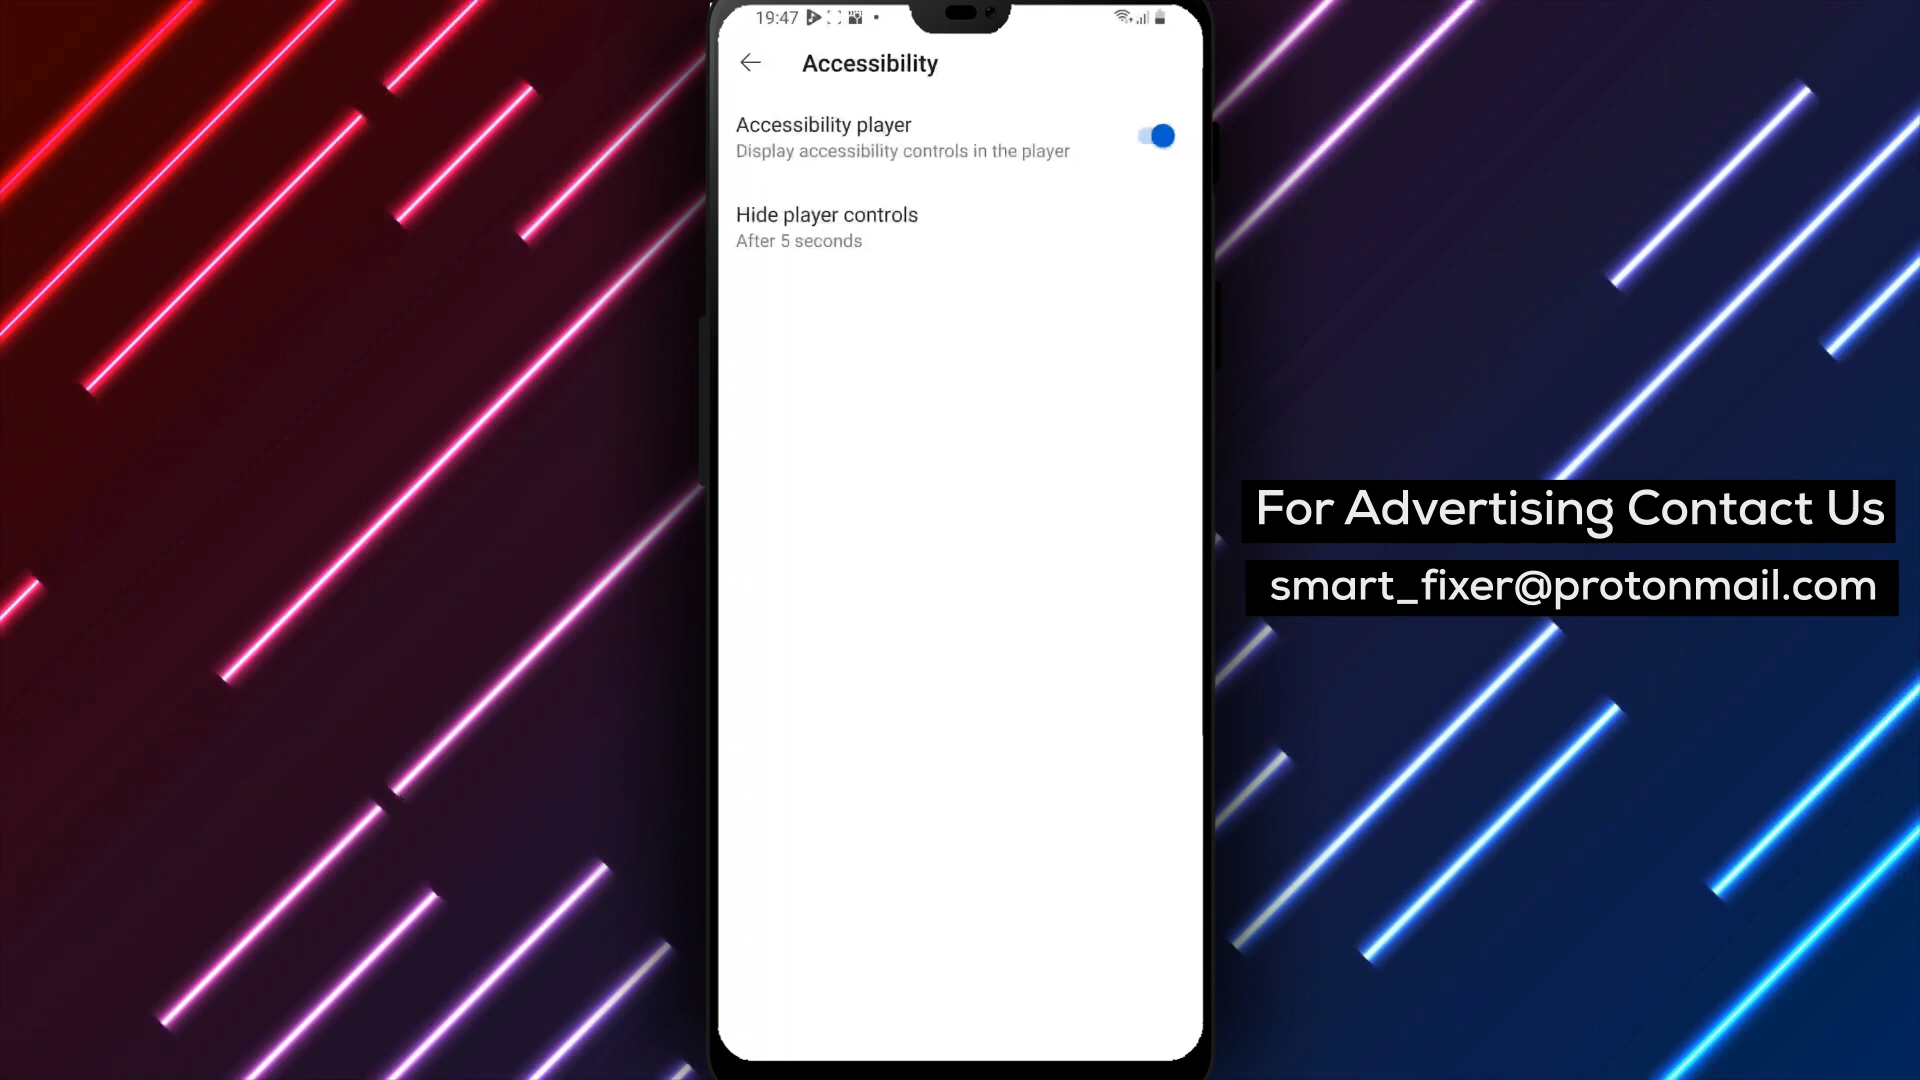 19:47
Accessibility
Accessibility player
Display accessibility controls in the player
Hide player controls
After 5 seconds
For Advertising Contact Us
smart_fixer@protonmail.com